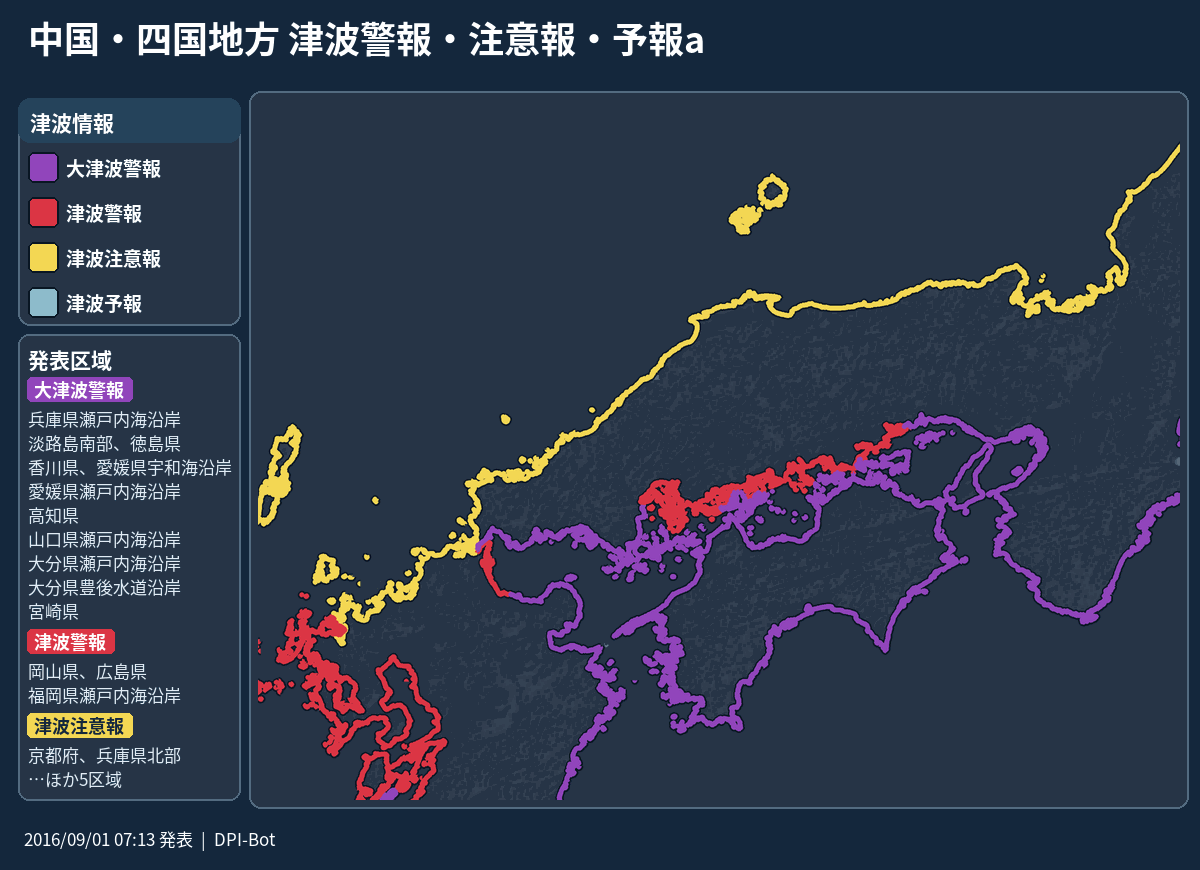 中国・四国地方 津波警報・注意報・予報a
津波情報
大津波警報
津波警報
津波注意報
津波予報
発表区域
大津波警報
兵庫県瀬戸内海沿岸
淡路島南部、徳島県
香川県、愛媛県宇和海沿岸
愛媛県瀬戸内海沿岸
高知県
山口県瀬戸内海沿岸
大分県瀬戸内海沿岸
大分県豊後水道沿岸
宮崎県
津波警報
岡山県、広島県
福岡県瀬戸内海沿岸
津波注意報
京都府、兵庫県北部
…ほか5区域
2016/09/01 07:13 発表 | DPI-Bot